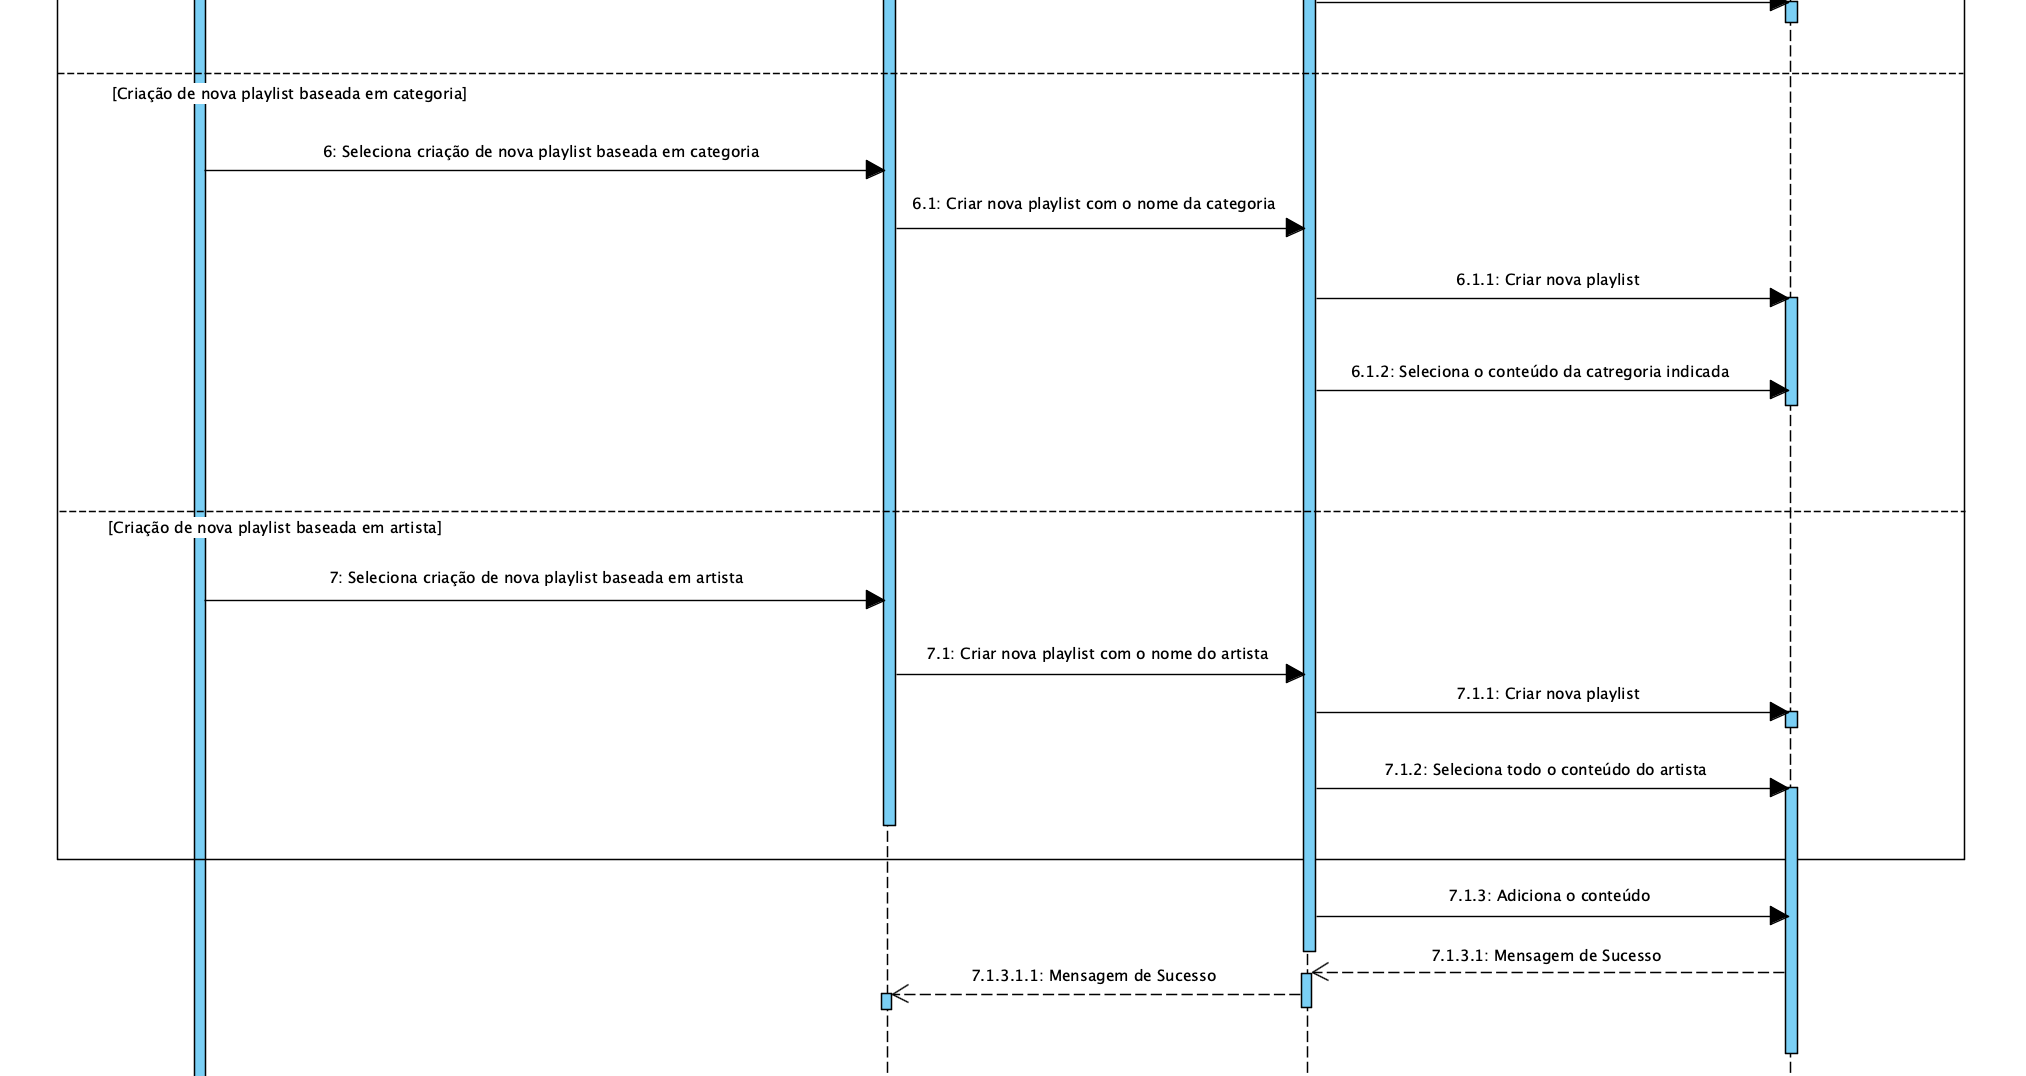 [Criação de nova playlist baseada em categoria]
6: Seleciona criação de nova playlist baseada em categoria
6.1: Criar nova playlist com o nome da categoria
6.1.1: Criar nova playlist
6.1.2: Seleciona o conteúdo da catregoria indicada
[Criação de nova playlist baseada em artista]
7: Seleciona criação de nova playlist baseada em artista
7.1: Criar nova playlist com o nome do artista
7.1.1: Criar nova playlist
7.1.2: Seleciona todo o conteúdo do artista
7.1.3: Adiciona o conteúdo
7.1.3.1: Mensagem de Sucesso
7.1.3.1.1: Mensagem de Sucesso